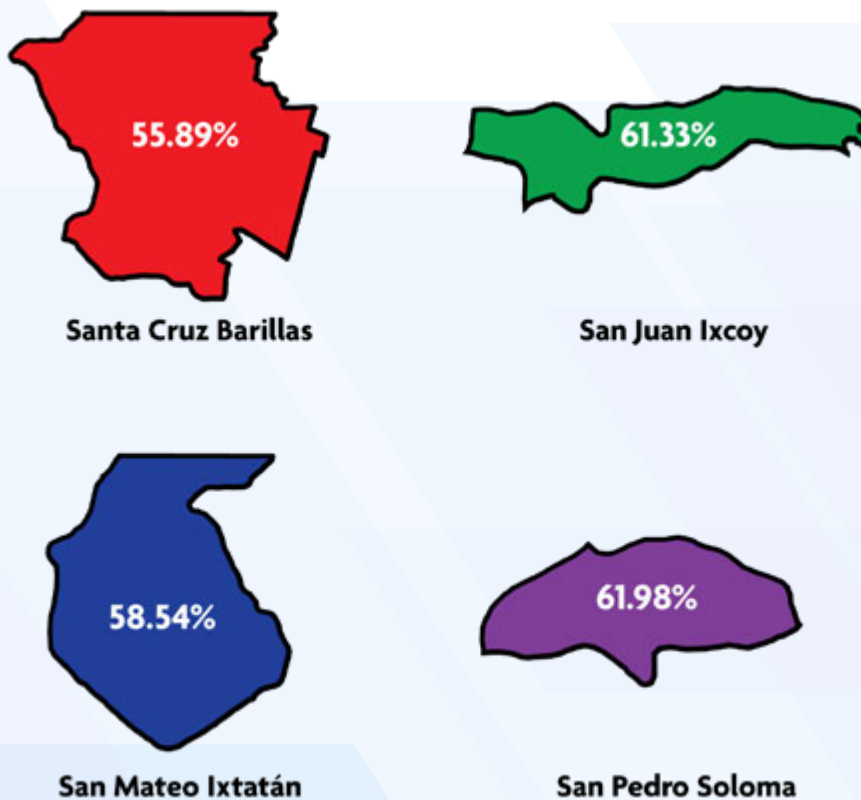 55.89%
61.33%
Santa Cruz Barillas
San Juan Ixcoy
58.54%
61.98%
San Mateo Ixtatán
San Pedro Soloma